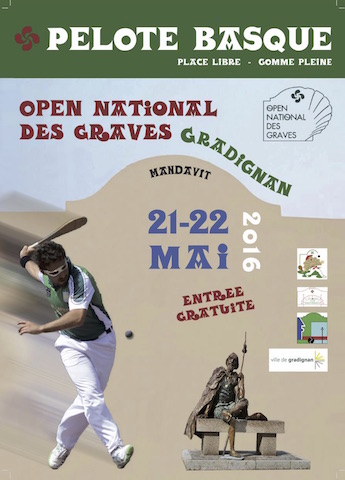 PELOTE BASQUE
PLACE LIBRE - GOMME PLEINE
OPEN NATIONAL
DES GRAVES
GRADIGNAN
OPEN
NATIONAL
DES
GRAVES
MANDAVIT
21-22
MAI
2016
ENTREE
GRATUITE
ville de gradignan